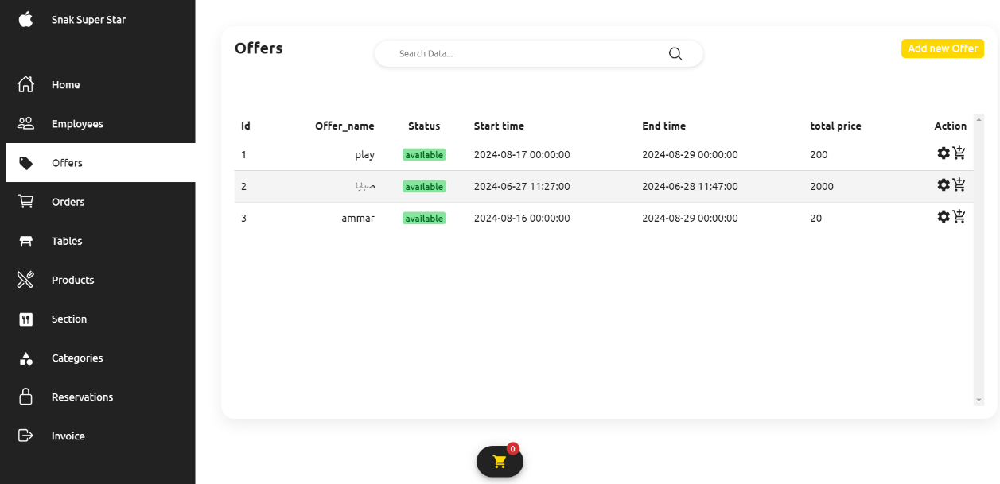 Snak Super Star
Home
Employees
Offers
Orders
Tables
Products
Section
Categories
Reservations
Invoice
Offers
Search Data...
Add new Offer
Id Offer_name Status Start time End time total price Action
1 play available 2024-08-17 00:00:00 2024-08-29 00:00:00 200
2 صبايا available 2024-06-27 11:27:00 2024-06-28 11:47:00 2000
3 ammar available 2024-08-16 00:00:00 2024-08-29 00:00:00 20
0